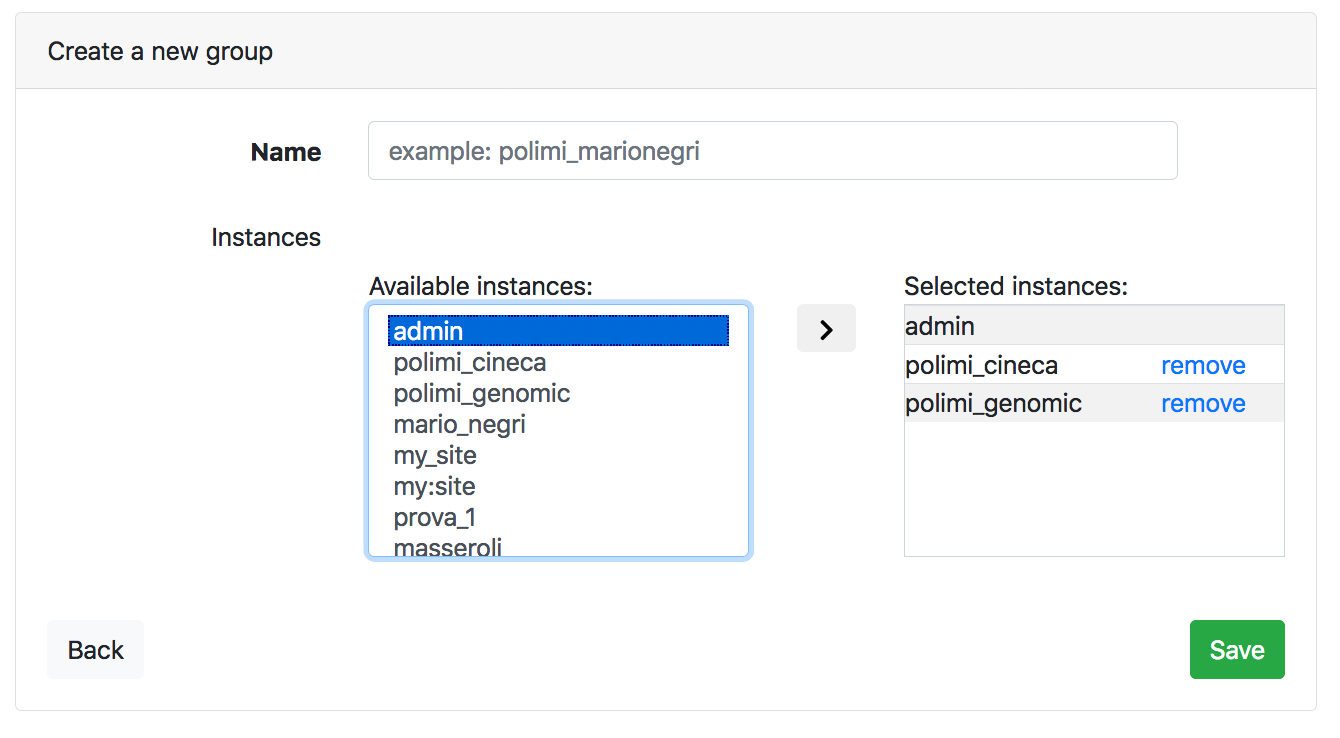 Create a new group
Name
example: polimi_marionegri
Instances
Available instances:
admin
polimi_cineca
polimi_genomic
mario_negri
my_site
my:site
prova_1
masseroli
Selected instances:
admin
polimi_cineca remove
polimi_genomic remove
Back
Save